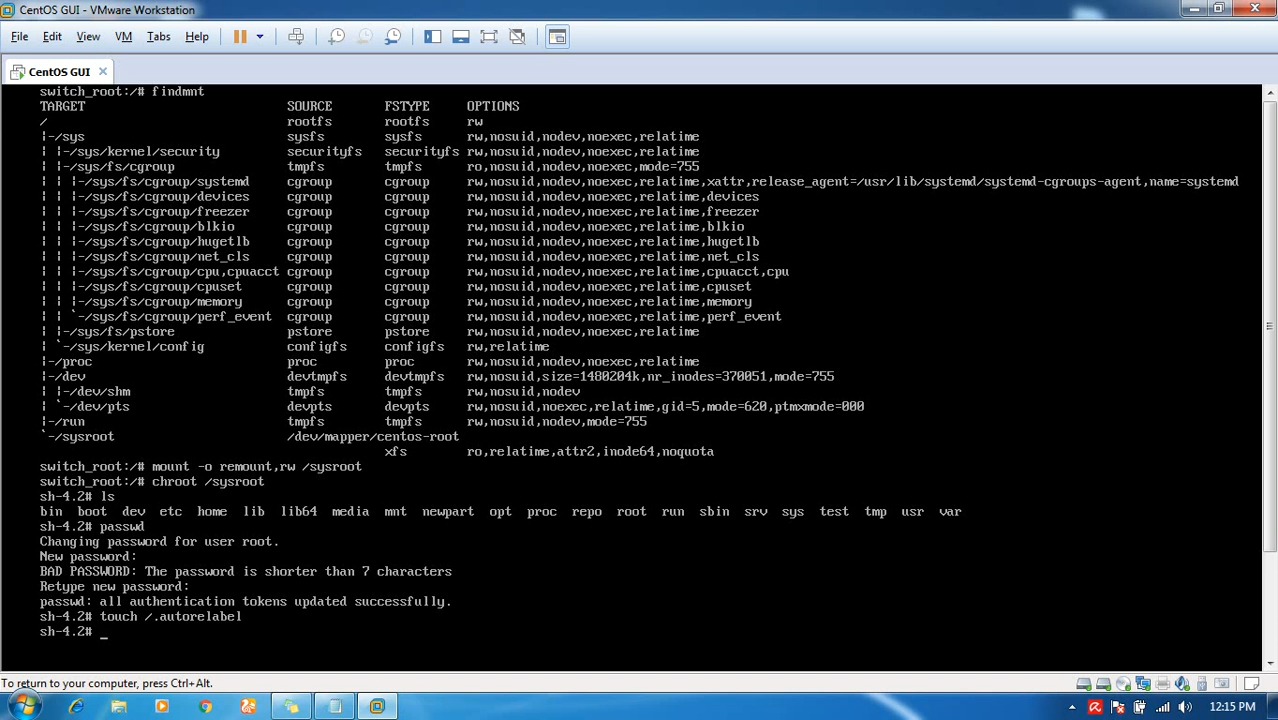 CentOS GUI - VMware Workstation
File Edit View VM Tabs Help
CentOS GUI
switch_root:/# findmnt
TARGET SOURCE FSTYPE OPTIONS
/ rootfs rootfs rw
|-/sys sysfs sysfs rw,nosuid,nodev,noexec,relatime
| |-/sys/kernel/security securityfs securityfs rw,nosuid,nodev,noexec,relatime
| |-/sys/fs/cgroup tmpfs tmpfs ro,nosuid,nodev,noexec,mode=755
| | |-/sys/fs/cgroup/systemd cgroup cgroup rw,nosuid,nodev,noexec,relatime,xattr,release_agent=/usr/lib/systemd/systemd-cgroups-agent,name=systemd
| | |-/sys/fs/cgroup/devices cgroup cgroup rw,nosuid,nodev,noexec,relatime,devices
| | |-/sys/fs/cgroup/freezer cgroup cgroup rw,nosuid,nodev,noexec,relatime,freezer
| | |-/sys/fs/cgroup/blkio cgroup cgroup rw,nosuid,nodev,noexec,relatime,blkio
| | |-/sys/fs/cgroup/hugetlb cgroup cgroup rw,nosuid,nodev,noexec,relatime,hugetlb
| | |-/sys/fs/cgroup/net_cls cgroup cgroup rw,nosuid,nodev,noexec,relatime,net_cls
| | |-/sys/fs/cgroup/cpu,cpuacct cgroup cgroup rw,nosuid,nodev,noexec,relatime,cpuacct,cpu
| | |-/sys/fs/cgroup/cpuset cgroup cgroup rw,nosuid,nodev,noexec,relatime,cpuset
| | |-/sys/fs/cgroup/memory cgroup cgroup rw,nosuid,nodev,noexec,relatime,memory
| | `-/sys/fs/cgroup/perf_event cgroup cgroup rw,nosuid,nodev,noexec,relatime,perf_event
| |-/sys/fs/pstore pstore pstore rw,nosuid,nodev,noexec,relatime
| `-/sys/kernel/config configfs configfs rw,relatime
|-/proc proc proc rw,nosuid,nodev,noexec,relatime
|-/dev devtmpfs devtmpfs rw,nosuid,size=1480204k,nr_inodes=370051,mode=755
| |-/dev/shm tmpfs tmpfs rw,nosuid,nodev
| `-/dev/pts devpts devpts rw,nosuid,noexec,relatime,gid=5,mode=620,ptmxmode=000
|-/run tmpfs tmpfs rw,nosuid,nodev,mode=755
`-/sysroot /dev/mapper/centos-root
xfs ro,relatime,attr2,inode64,noquota
switch_root:/# mount -o remount,rw /sysroot
switch_root:/# chroot /sysroot
sh-4.2# ls
bin boot dev etc home lib lib64 media mnt newpart opt proc repo root run sbin srv sys test tmp usr var
sh-4.2# passwd
Changing password for user root.
New password:
BAD PASSWORD: The password is shorter than 7 characters
Retype new password:
passwd: all authentication tokens updated successfully.
sh-4.2# touch /.autorelabel
sh-4.2# _
To return to your computer, press Ctrl+Alt.
12:15 PM